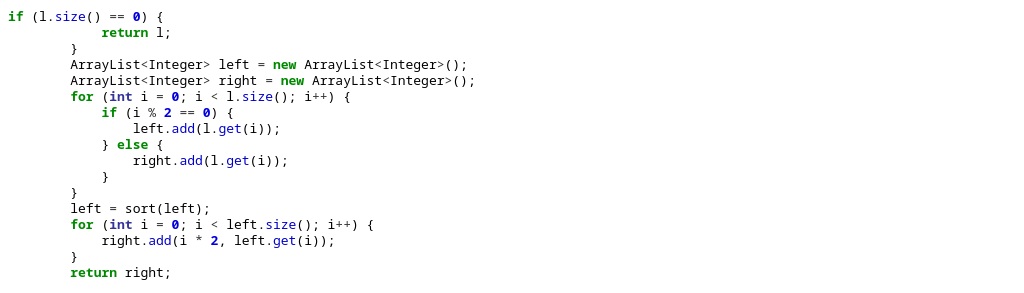 if (l.size() == 0) {
            return l;
        }
        ArrayList<Integer> left = new ArrayList<Integer>();
        ArrayList<Integer> right = new ArrayList<Integer>();
        for (int i = 0; i < l.size(); i++) {
            if (i % 2 == 0) {
                left.add(l.get(i));
            } else {
                right.add(l.get(i));
            }
        }
        left = sort(left);
        for (int i = 0; i < left.size(); i++) {
            right.add(i * 2, left.get(i));
        }
        return right;